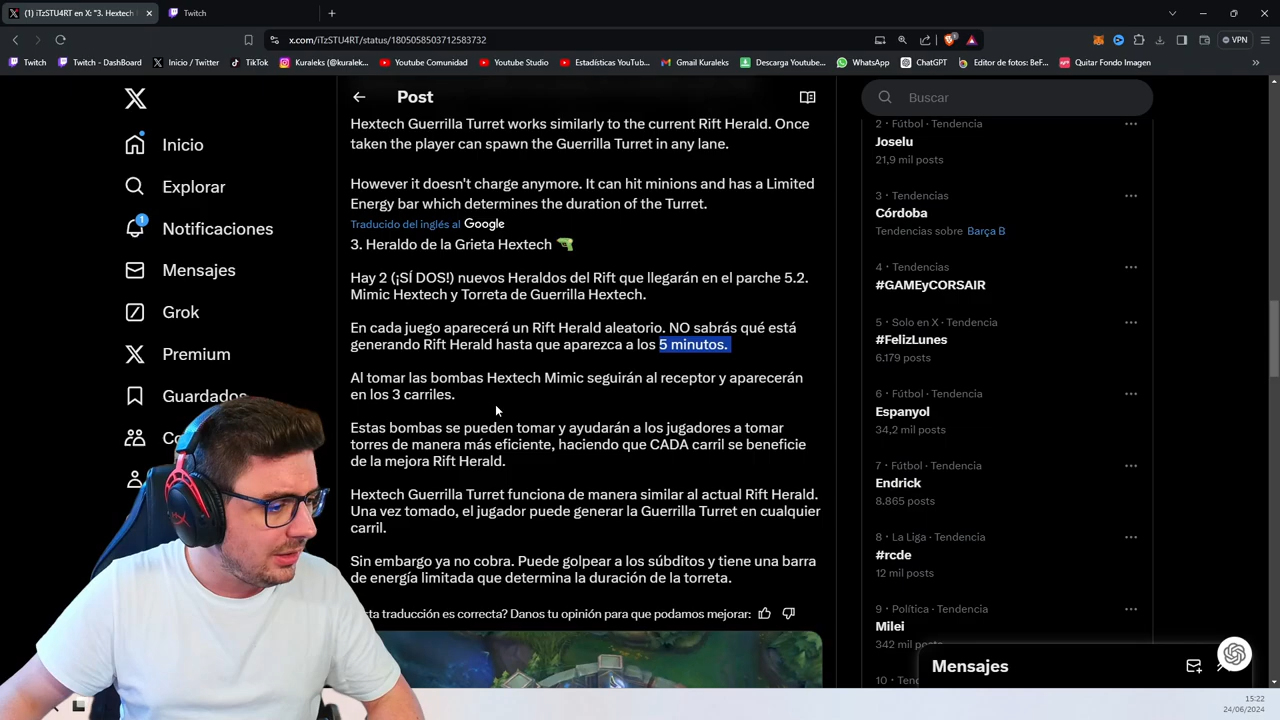 (1) iTzSTU4RT en X: "3. Hextech
Twitch
x.com/iTzSTU4RT/status/1805058503712583732
VPN
Twitch
Twitch - DashBoard
Inicio / Twitter
TikTok
Kuraleks (@kuralek...
Youtube Comunidad
Youtube Studio
Estadísticas YouTub...
Gmail Kuraleks
Descarga Youtube...
WhatsApp
ChatGPT
Editor de fotos: BeF...
Quitar Fondo Imagen
Inicio
Explorar
1
Notificaciones
Mensajes
Grok
Premium
Guardados
Post
Hextech Guerrilla Turret works similarly to the current Rift Herald. Once
taken the player can spawn the Guerrilla Turret in any lane.
However it doesn't charge anymore. It can hit minions and has a Limited
Energy bar which determines the duration of the Turret.
Traducido del inglés al Google
3. Heraldo de la Grieta Hextech
Hay 2 (¡SÍ DOS!) nuevos Heraldos del Rift que llegarán en el parche 5.2.
Mimic Hextech y Torreta de Guerrilla Hextech.
En cada juego aparecerá un Rift Herald aleatorio. NO sabrás qué está
generando Rift Herald hasta que aparezca a los 5 minutos.
Al tomar las bombas Hextech Mimic seguirán al receptor y aparecerán
en los 3 carriles.
Estas bombas se pueden tomar y ayudarán a los jugadores a tomar
torres de manera más eficiente, haciendo que CADA carril se beneficie
de la mejora Rift Herald.
Hextech Guerrilla Turret funciona de manera similar al actual Rift Herald.
Una vez tomado, el jugador puede generar la Guerrilla Turret en cualquier
carril.
Sin embargo ya no cobra. Puede golpear a los súbditos y tiene una barra
de energía limitada que determina la duración de la torreta.
sta traducción es correcta? Danos tu opinión para que podamos mejorar:
Buscar
2 · Fútbol · Tendencia
Joselu
21,9 mil posts
3 · Tendencias
Córdoba
Tendencias sobre Barça B
4 · Tendencias
#GAMEyCORSAIR
5 · Solo en X · Tendencia
#FelizLunes
6.179 posts
6 · Fútbol · Tendencia
Espanyol
34,2 mil posts
7 · Fútbol · Tendencia
Endrick
8.865 posts
8 · La Liga · Tendencia
#rcde
12 mil posts
9 · Política · Tendencia
Milei
342 mil
10 ·
Mensajes
15:22
24/06/2024